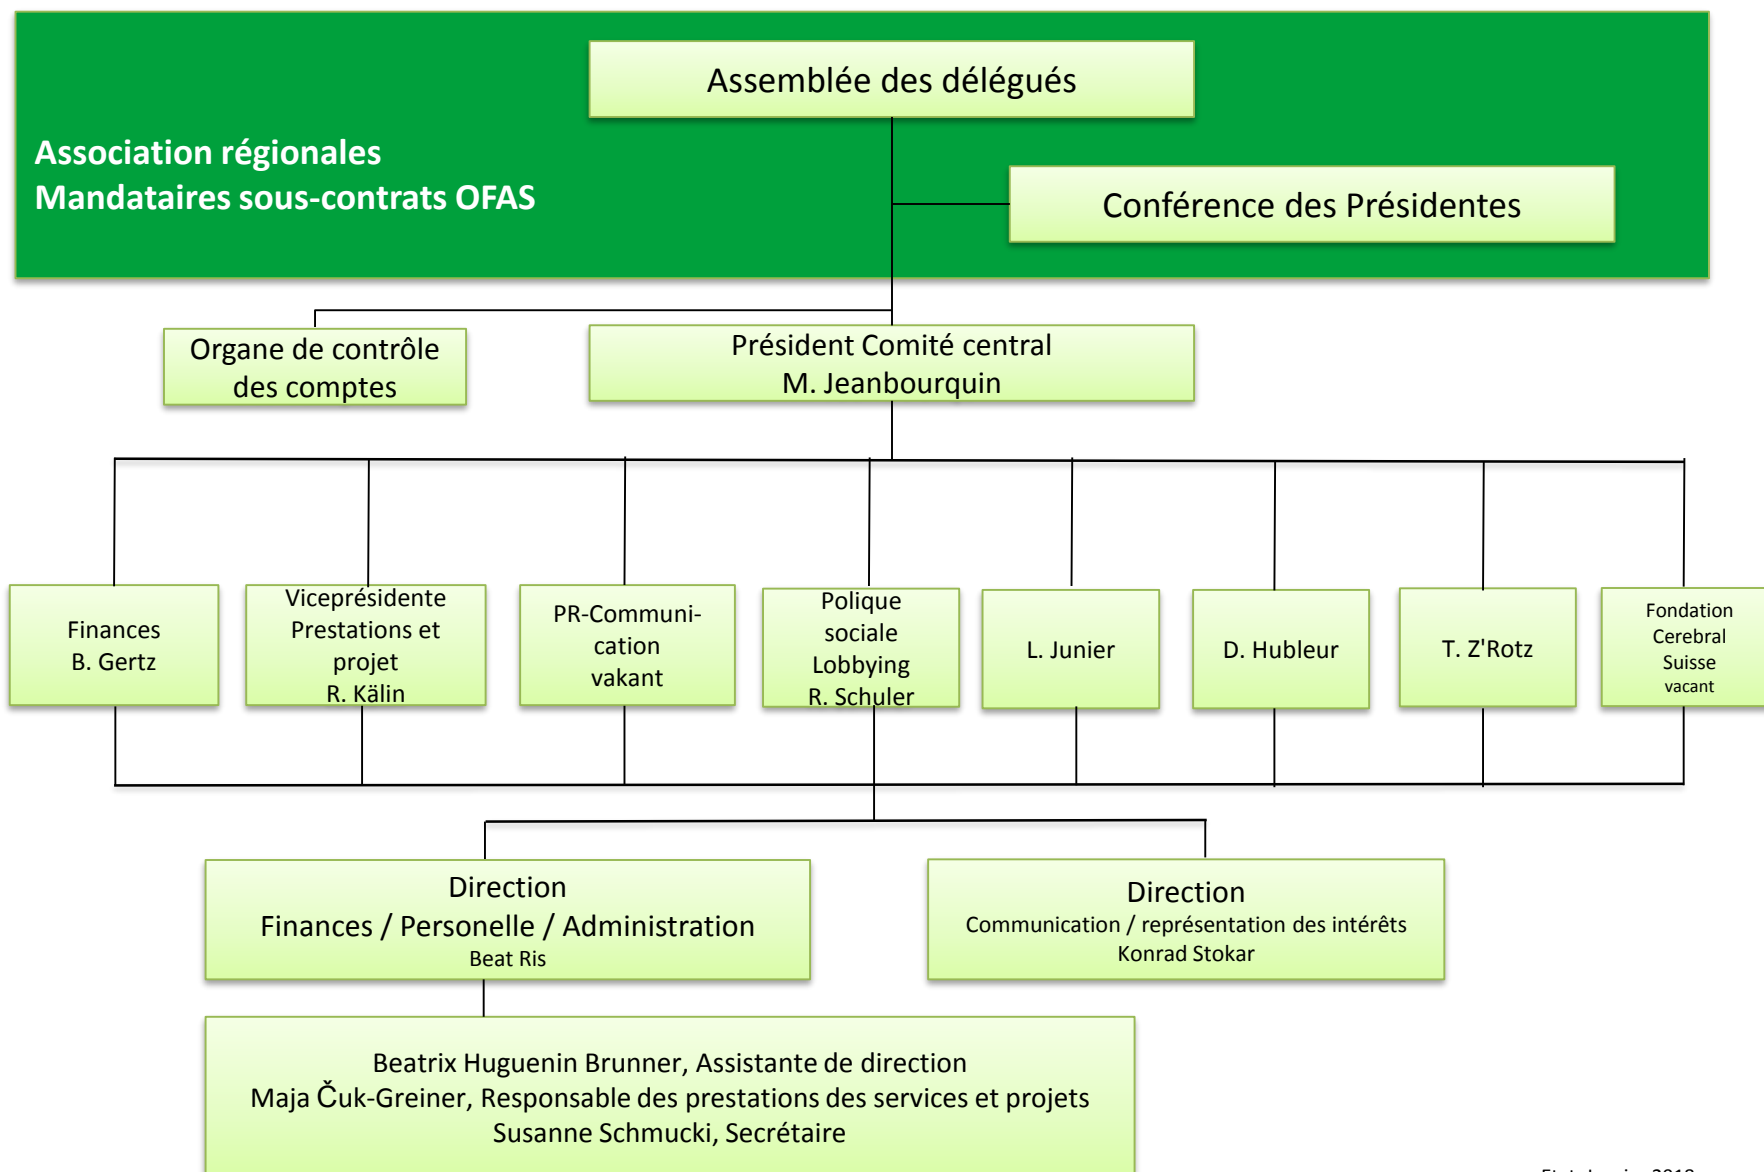 Assemblée des délégués
Association régionales
Mandataires sous-contrats OFAS
Conférence des Présidentes
Organe de contrôle
des comptes
Président Comité central
M. Jeanbourquin
Finances
B. Gertz
Viceprésidente
Prestations et
projet
R. Kälin
PR-Communi-
cation
vakant
Polique
sociale
Lobbying
R. Schuler
L. Junier
D. Hubleur
T. Z'Rotz
Fondation
Cerebral
Suisse
vacant
Direction
Finances / Personelle / Administration
Beat Ris
Direction
Communication / représentation des intérêts
Konrad Stokar
Beatrix Huguenin Brunner, Assistante de direction
Maja Čuk-Greiner, Responsable des prestations des services et projets
Susanne Schmucki, Secrétaire